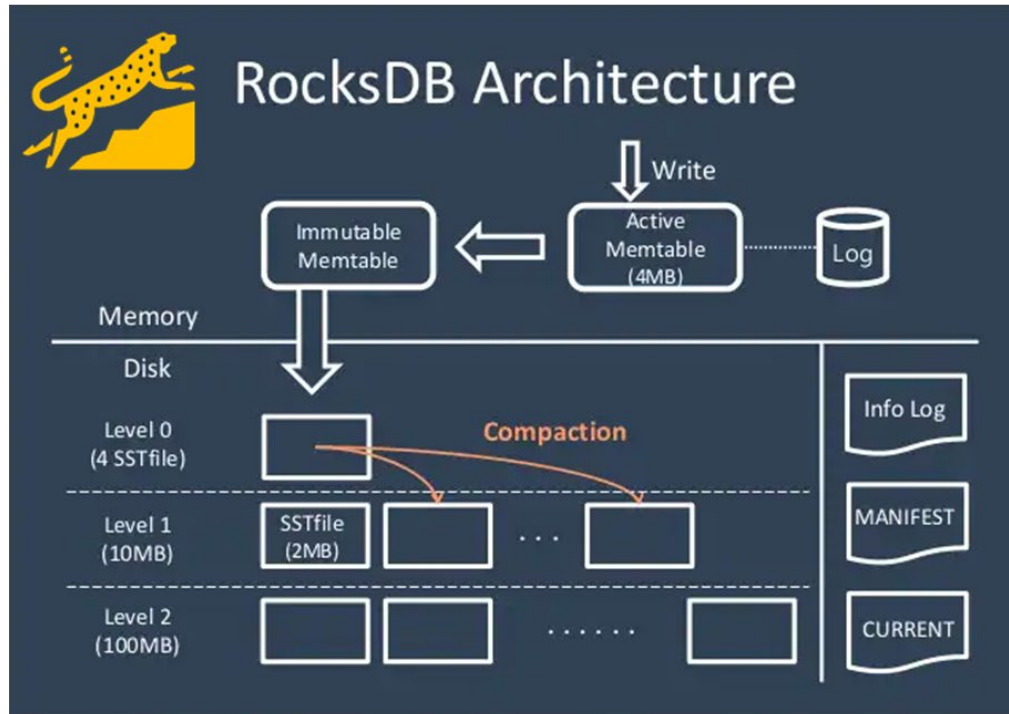 RocksDB Architecture
Write
Immutable
Memtable
Active
Memtable
(4MB)
Log
Memory
Disk
Level 0
(4 SSTfile)
Compaction
Info Log
Level 1
(10MB)
SSTfile
(2MB)
. . .
MANIFEST
Level 2
(100MB)
. . . . . .
CURRENT